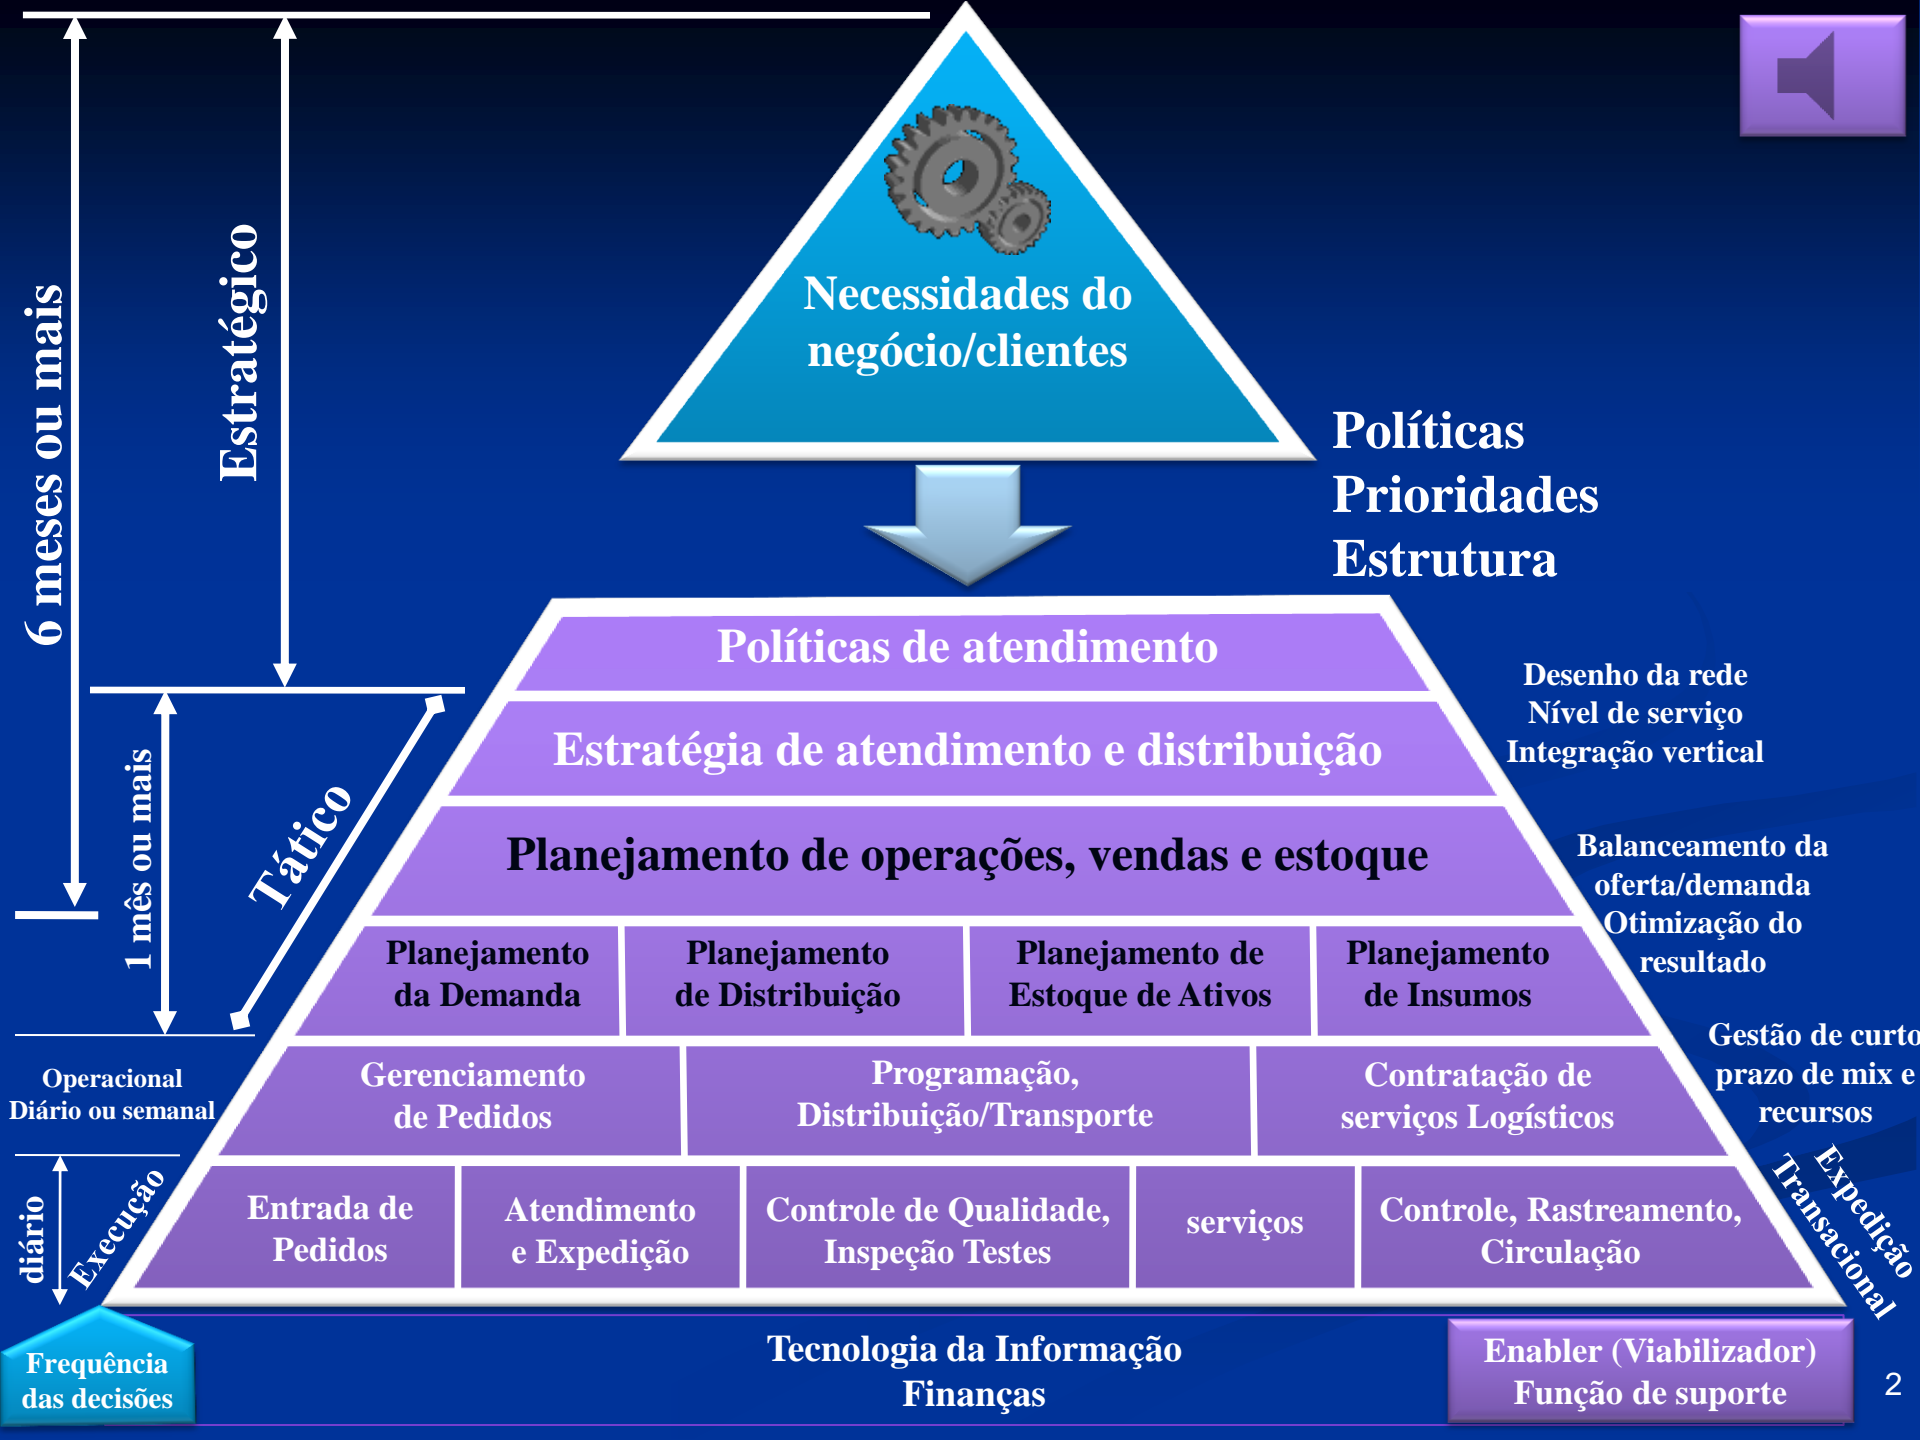 6 meses ou mais
Estratégico
Necessidades do
negócio/clientes
Políticas
Prioridades
Estrutura
Políticas de atendimento
Desenho da rede
Nível de serviço
Integração vertical
Estratégia de atendimento e distribuição
1 mês ou mais
Tático
Planejamento de operações, vendas e estoque
Balanceamento da
oferta/demanda
Otimização do
resultado
Planejamento
da Demanda
Planejamento
de Distribuição
Planejamento de
Estoque de Ativos
Planejamento
de Insumos
Operacional
Diário ou semanal
Gerenciamento
de Pedidos
Programação,
Distribuição/Transporte
Contratação de
serviços Logísticos
Gestão de curto
prazo de mix e
recursos
diário
Execução
Entrada de
Pedidos
Atendimento
e Expedição
Controle de Qualidade,
Inspeção Testes
serviços
Controle, Rastreamento,
Circulação
Expedição
Transacional
Frequência
das decisões
Tecnologia da Informação
Finanças
Enabler (Viabilizador)
Função de suporte
2